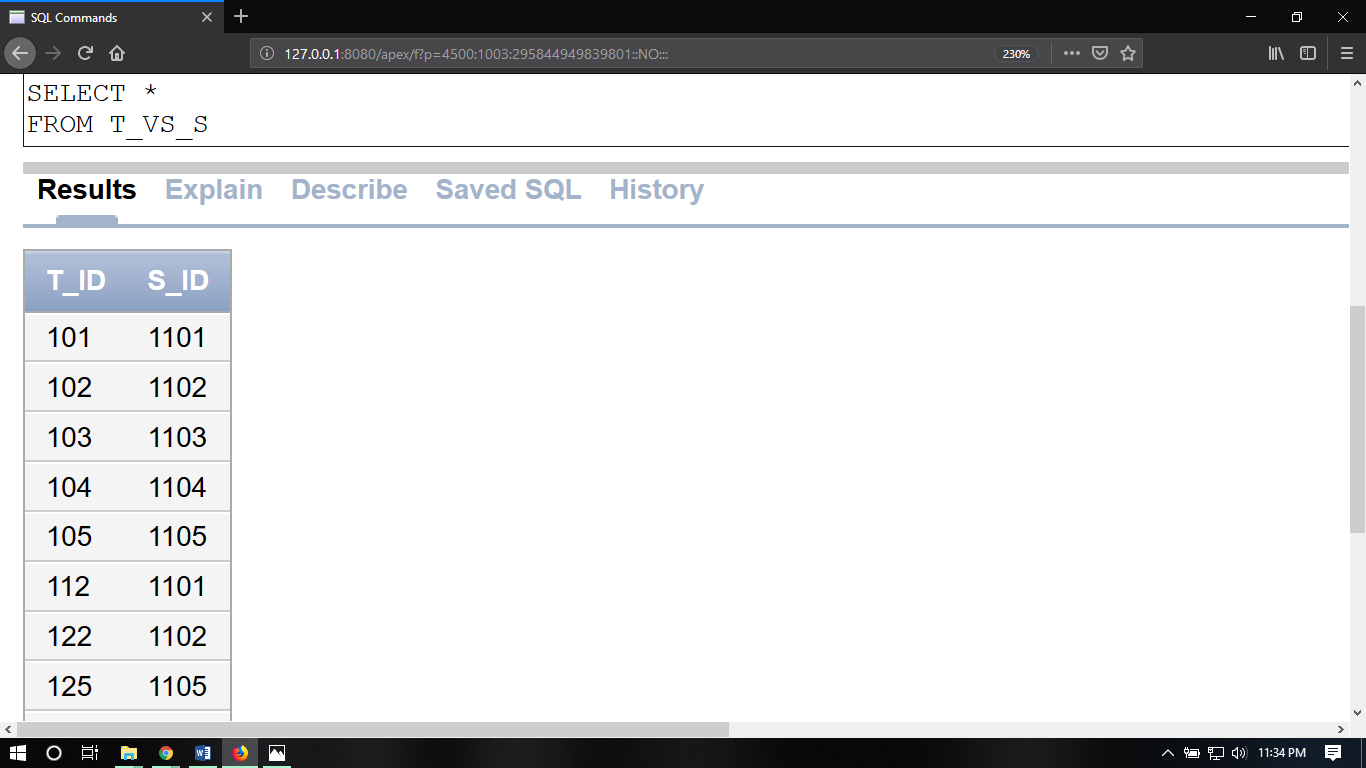 SQL Commands
127.0.0.1:8080/apex/f?p=4500:1003:295844949839801::NO:::
230%
SELECT *
FROM T_VS_S
Results Explain Describe Saved SQL History
T_ID S_ID
101 1101
102 1102
103 1103
104 1104
105 1105
112 1101
122 1102
125 1105
11:34 PM